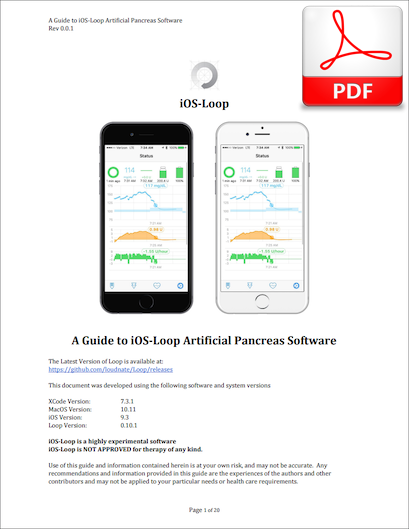 A Guide to iOS-Loop Artificial Pancreas Software
Rev 0.0.1
PDF
iOS-Loop
Status
114
Status
114
A Guide to iOS-Loop Artificial Pancreas Software
The Latest Version of Loop is available at:
https://github.com/loudnate/Loop/releases
This document was developed using the following software and system versions
XCode Version: 7.3.1
MacOS Version: 10.11
iOS Version: 9.3
Loop Version: 0.10.1
iOS-Loop is a highly experimental software
iOS-Loop is NOT APPROVED for therapy of any kind.
Use of this guide and information contained herein is at your own risk, and may not be accurate. Any
recommendations and information provided in this guide are the experiences of the authors and other
contributors and may not be applied to your particular needs or health care requirements.
Page 1 of 20